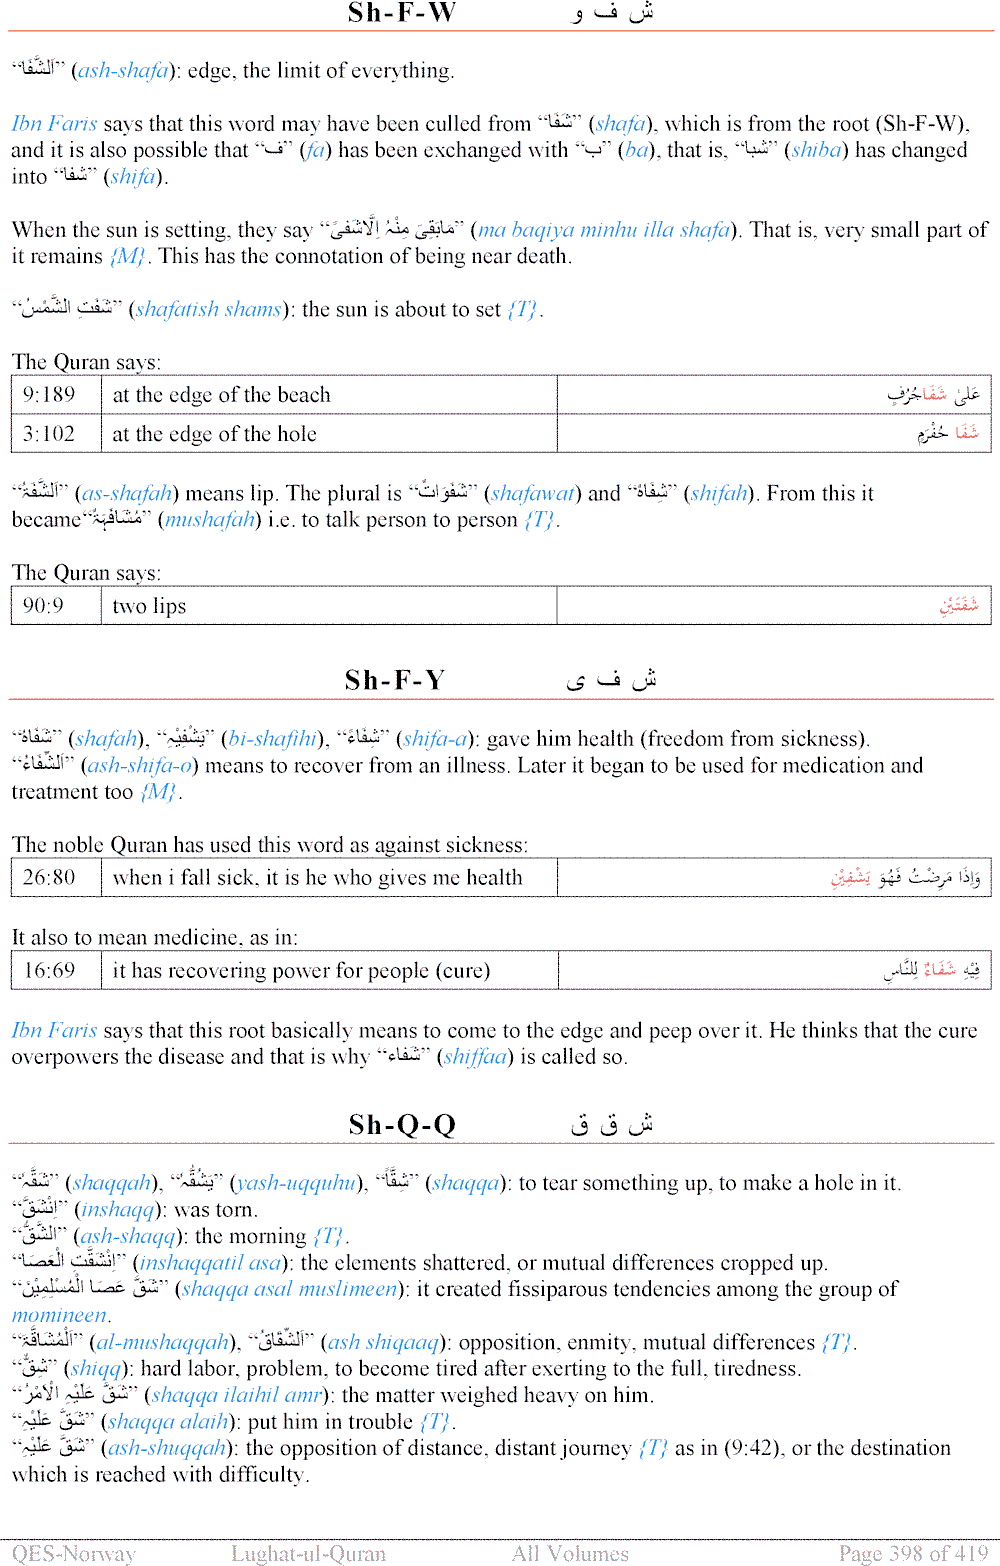 Sh-F-W ش ف و
“اَلشَّفَا” (ash-shafa): edge, the limit of everything.
Ibn Faris says that this word may have been culled from “شَفَا” (shafa), which is from the root (Sh-F-W),
and it is also possible that “ف” (fa) has been exchanged with “ب” (ba), that is, “شبا” (shiba) has changed
into “شفا” (shifa).
When the sun is setting, they say “مَابَقِیَ مِنْہُ اِلَّاشَفیً” (ma baqiya minhu illa shafa). That is, very small part of
it remains {M}. This has the connotation of being near death.
“شَفَتِ الشَّمْسُ” (shafatish shams): the sun is about to set {T}.
The Quran says:
9:189 at the edge of the beach عَلیٰ شَفَاجُرُفٍ
3:102 at the edge of the hole شَفَا حُفْرَمٍ
“اَلشَّفَۃُ” (as-shafah) means lip. The plural is “شَفَوَاتٌ” (shafawat) and “شِفَاہٌ” (shifah). From this it
became“مُشَافَہَۃٌ” (mushafah) i.e. to talk person to person {T}.
The Quran says:
90:9 two lips شَفَتَیْنِ
Sh-F-Y ش ف ی
“شَفَاہُ” (shafah), “یَشْفِیْہِ” (bi-shafihi), “شِفَاءً” (shifa-a): gave him health (freedom from sickness).
“اَلشِّفَاءُ” (ash-shifa-o) means to recover from an illness. Later it began to be used for medication and
treatment too {M}.
The noble Quran has used this word as against sickness:
26:80 when i fall sick, it is he who gives me health وَاِذَا مَرِضْتُ فَهُوَ یَشْفِیْنِ
It also to mean medicine, as in:
16:69 it has recovering power for people (cure) فِیْهِ شَفَاءٌ لِلنَّاسِ
Ibn Faris says that this root basically means to come to the edge and peep over it. He thinks that the cure
overpowers the disease and that is why “شفاء” (shiffaa) is called so.
Sh-Q-Q ش ق ق
“شَقَّہٗ” (shaqqah), “یَشُقُّہٗ” (yash-uqquhu), “شِقّاً” (shaqqa): to tear something up, to make a hole in it.
“اِنْشَقَّ” (inshaqq): was torn.
“الشَّقُّ” (ash-shaqq): the morning {T}.
“اِنْشَقَّتِ الْعَصَا” (inshaqqatil asa): the elements shattered, or mutual differences cropped up.
“شَقَّ عَصَا الْمُسْلِمِیْنَ” (shaqqa asal muslimeen): it created fissiparous tendencies among the group of
momineen.
“اَلْمُشَاقَّۃُ” (al-mushaqqah), “اَلشِّقَاقُ” (ash shiqaaq): opposition, enmity, mutual differences {T}.
“شِقٌّ” (shiqq): hard labor, problem, to become tired after exerting to the full, tiredness.
“شَقَّ عَلَیْہِ الْاَمْرُ” (shaqqa ilaihil amr): the matter weighed heavy on him.
“شَقَّ عَلَیْہِ” (shaqqa alaih): put him in trouble {T}.
“شَقَّ عَلَیْہِ” (ash-shuqqah): the opposition of distance, distant journey {T} as in (9:42), or the destination
which is reached with difficulty.
QES-Norway Lughat-ul-Quran All Volumes Page 398 of 419